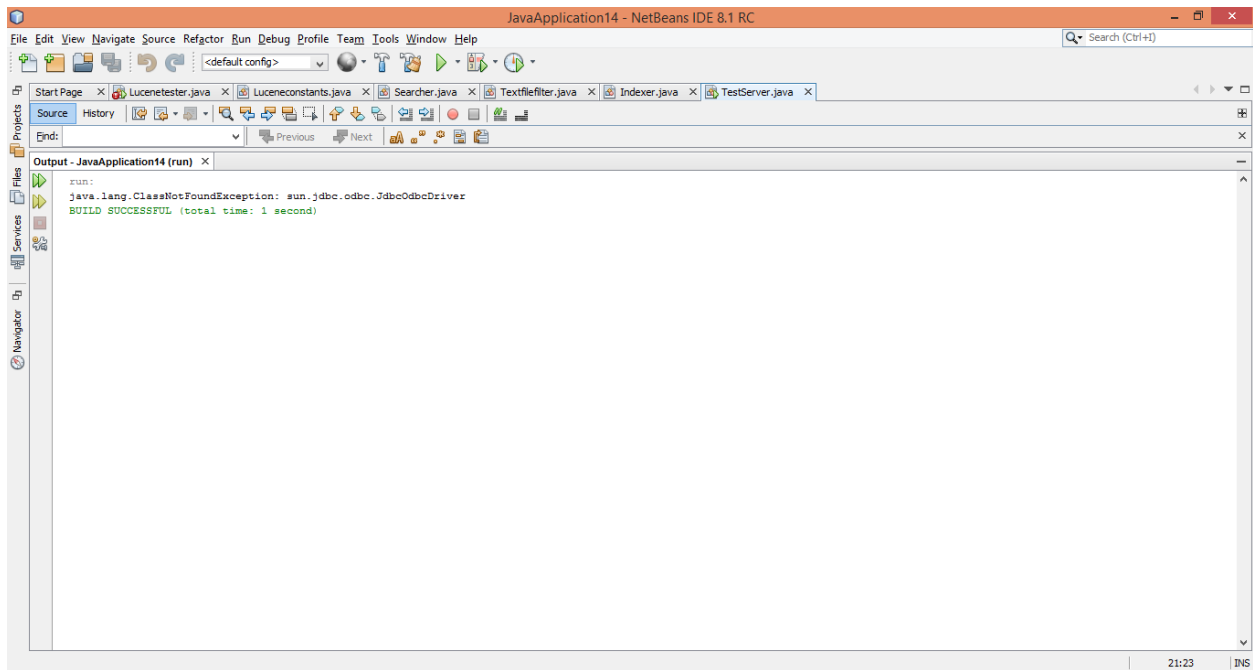 JavaApplication14 - NetBeans IDE 8.1 RC
File Edit View Navigate Source Refactor Run Debug Profile Team Tools Window Help
Search (Ctrl+I)
<default config>
Start Page Lucenetester.java Luceneconstants.java Searcher.java Textfilefilter.java Indexer.java TestServer.java
Source History
Find: Previous Next
Output - JavaApplication14 (run)
run:
java.lang.ClassNotFoundException: sun.jdbc.odbc.JdbcOdbcDriver
BUILD SUCCESSFUL (total time: 1 second)
Projects
Files
Services
Navigator
21:23 INS